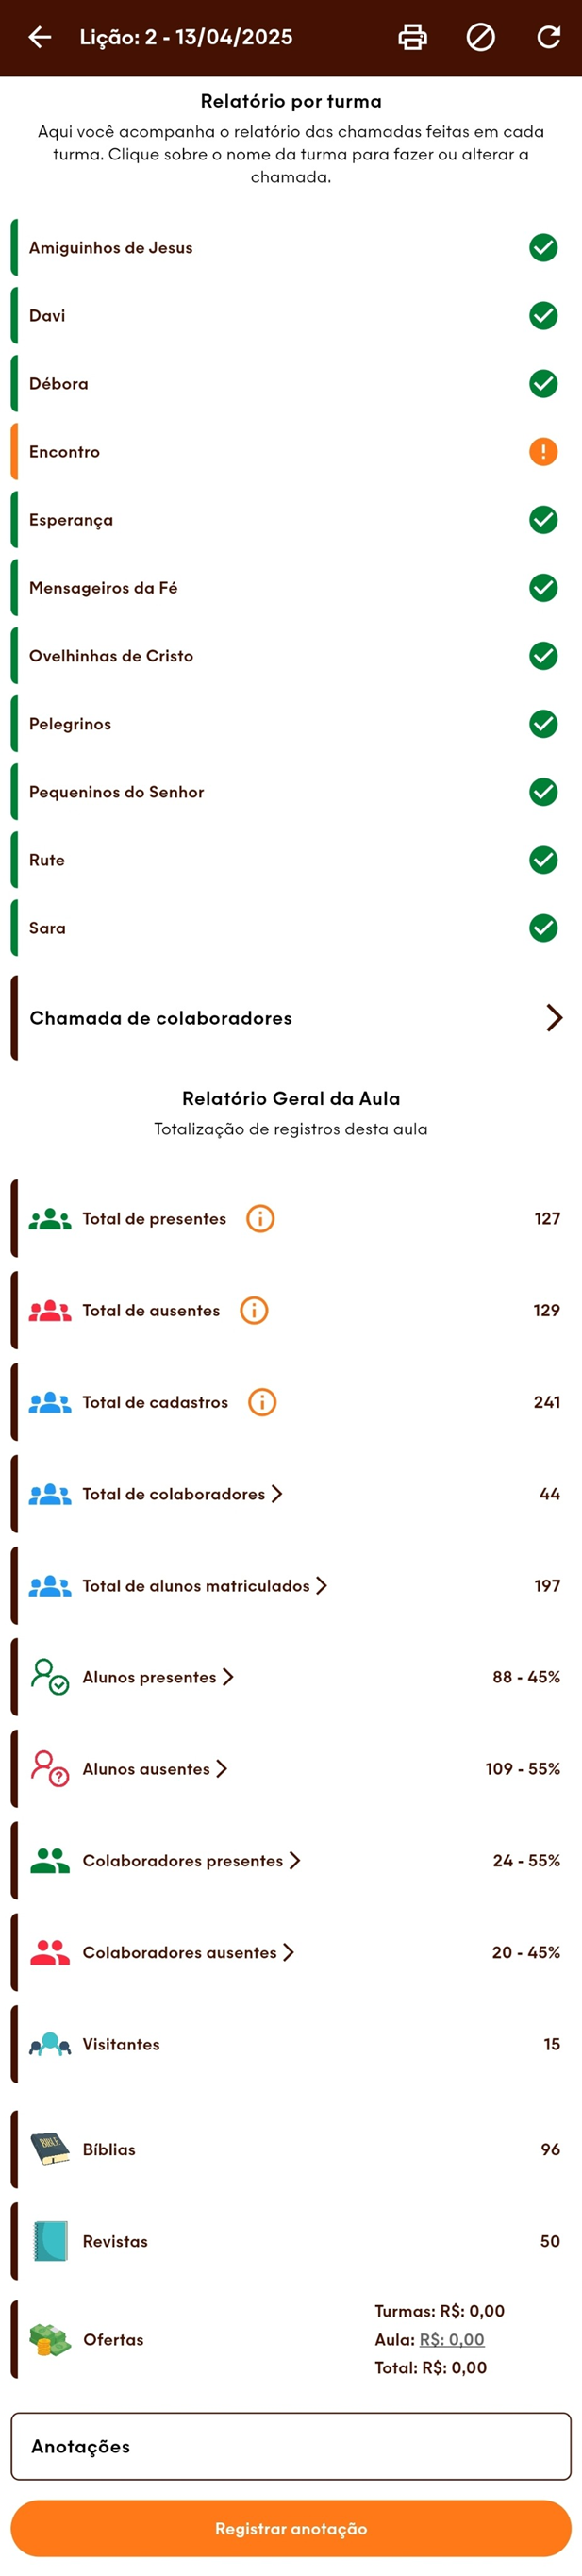 Lição: 2 - 13/04/2025
Relatório por turma
Aqui você acompanha o relatório das chamadas feitas em cada
turma. Clique sobre o nome da turma para fazer ou alterar a
chamada.
Amiguinhos de Jesus
Davi
Débora
Encontro
Esperança
Mensageiros da Fé
Ovelhinhas de Cristo
Pelegrinos
Pequeninos do Senhor
Rute
Sara
Chamada de colaboradores
Relatório Geral da Aula
Totalização de registros desta aula
Total de presentes 127
Total de ausentes 129
Total de cadastros 241
Total de colaboradores 44
Total de alunos matriculados 197
Alunos presentes 88 - 45%
Alunos ausentes 109 - 55%
Colaboradores presentes 24 - 55%
Colaboradores ausentes 20 - 45%
Visitantes 15
BIBLE
Bíblias 96
Revistas 50
Turmas: R$: 0,00
Ofertas Aula: R$: 0,00
Total: R$: 0,00
Anotações
Registrar anotação